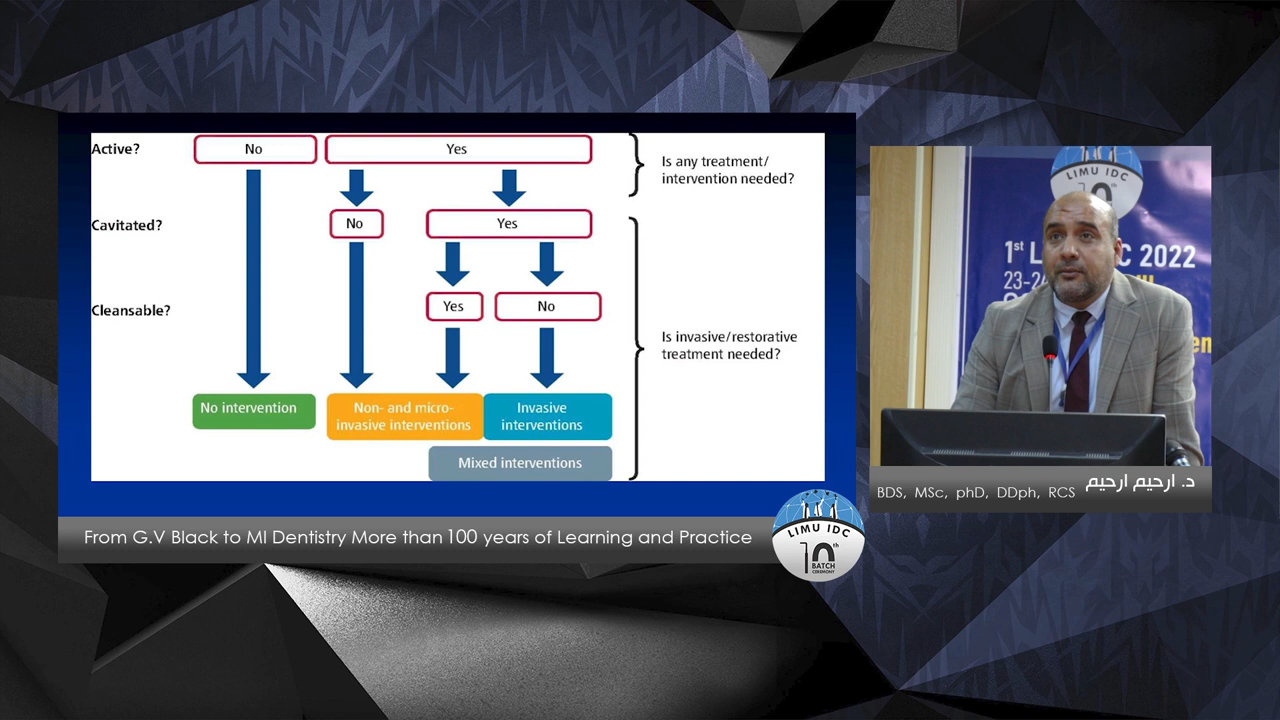 Active?
No
Yes
Is any treatment/
intervention needed?
Cavitated?
No
Yes
Cleansable?
Yes
No
Is invasive/restorative
treatment needed?
No intervention
Non- and micro-
invasive interventions
Invasive
interventions
Mixed interventions
From G.V Black to MI Dentistry More than 100 years of Learning and Practice
LIMU IDC
10th
BATCH
CEREMONY
LIMU IDC
1st L
C 2022
23-2
BDS, MSc, phD, DDph, RCS
د. ارحيم ارحيم